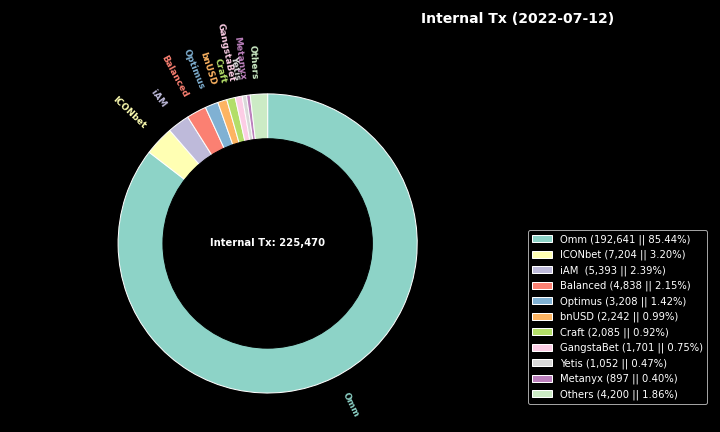 Internal Tx (2022-07-12)
GangstaBet
Metanyx
Others
Yetis
Craft
bnUSD
Optimus
Balanced
iAM
ICONbet
Internal Tx: 225,470
Omm
Omm (192,641 || 85.44%)
ICONbet (7,204 || 3.20%)
iAM (5,393 || 2.39%)
Balanced (4,838 || 2.15%)
Optimus (3,208 || 1.42%)
bnUSD (2,242 || 0.99%)
Craft (2,085 || 0.92%)
GangstaBet (1,701 || 0.75%)
Yetis (1,052 || 0.47%)
Metanyx (897 || 0.40%)
Others (4,200 || 1.86%)